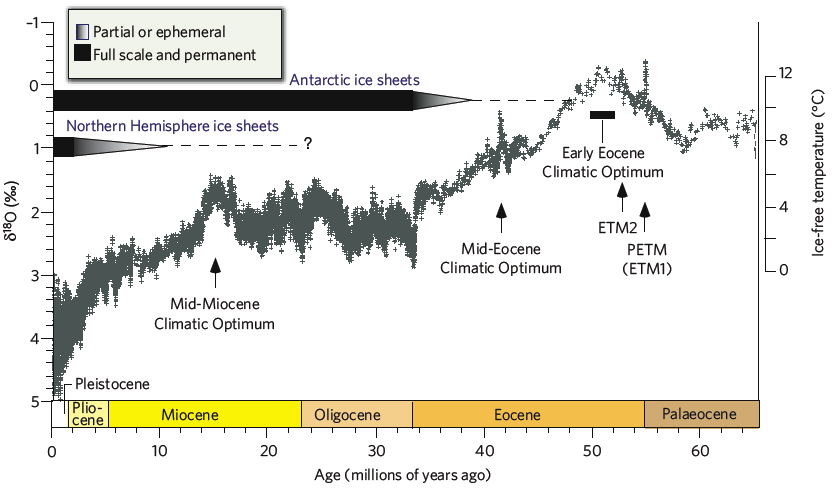 Partial or ephemeral
Full scale and permanent
Antarctic ice sheets
Northern Hemisphere ice sheets
?
Early Eocene
Climatic Optimum
ETM2
PETM
(ETM1)
Mid-Eocene
Climatic Optimum
Mid-Miocene
Climatic Optimum
Pleistocene
–1
0
1
2
3
4
5
δ18O (‰)
12
8
4
0
Ice-free temperature (°C)
Plio-
cene
Miocene
Oligocene
Eocene
Palaeocene
0
10
20
30
40
50
60
Age (millions of years ago)